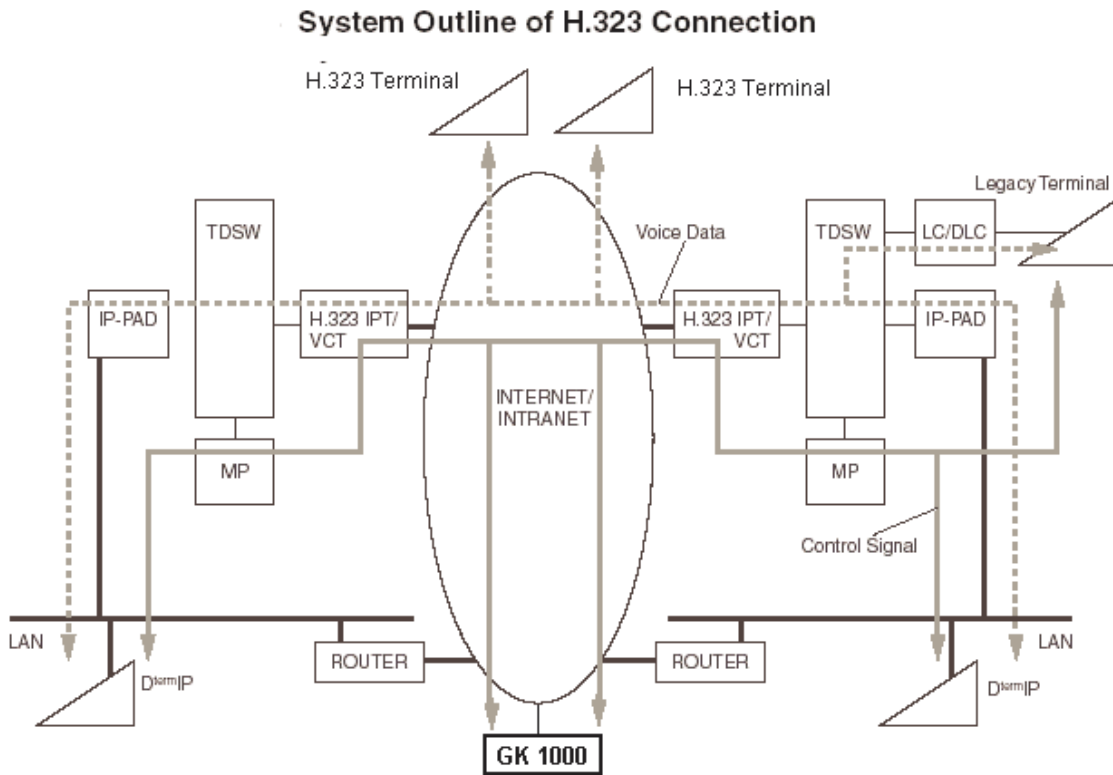 System Outline of H.323 Connection
H.323 Terminal
H.323 Terminal
Legacy Terminal
TDSW
Voice Data
TDSW
LC/DLC
IP-PAD
H.323 IPT/
VCT
H.323 IPT/
VCT
IP-PAD
INTERNET/
INTRANET
MP
MP
Control Signal
LAN
ROUTER
ROUTER
LAN
DtermIP
DtermIP
GK 1000